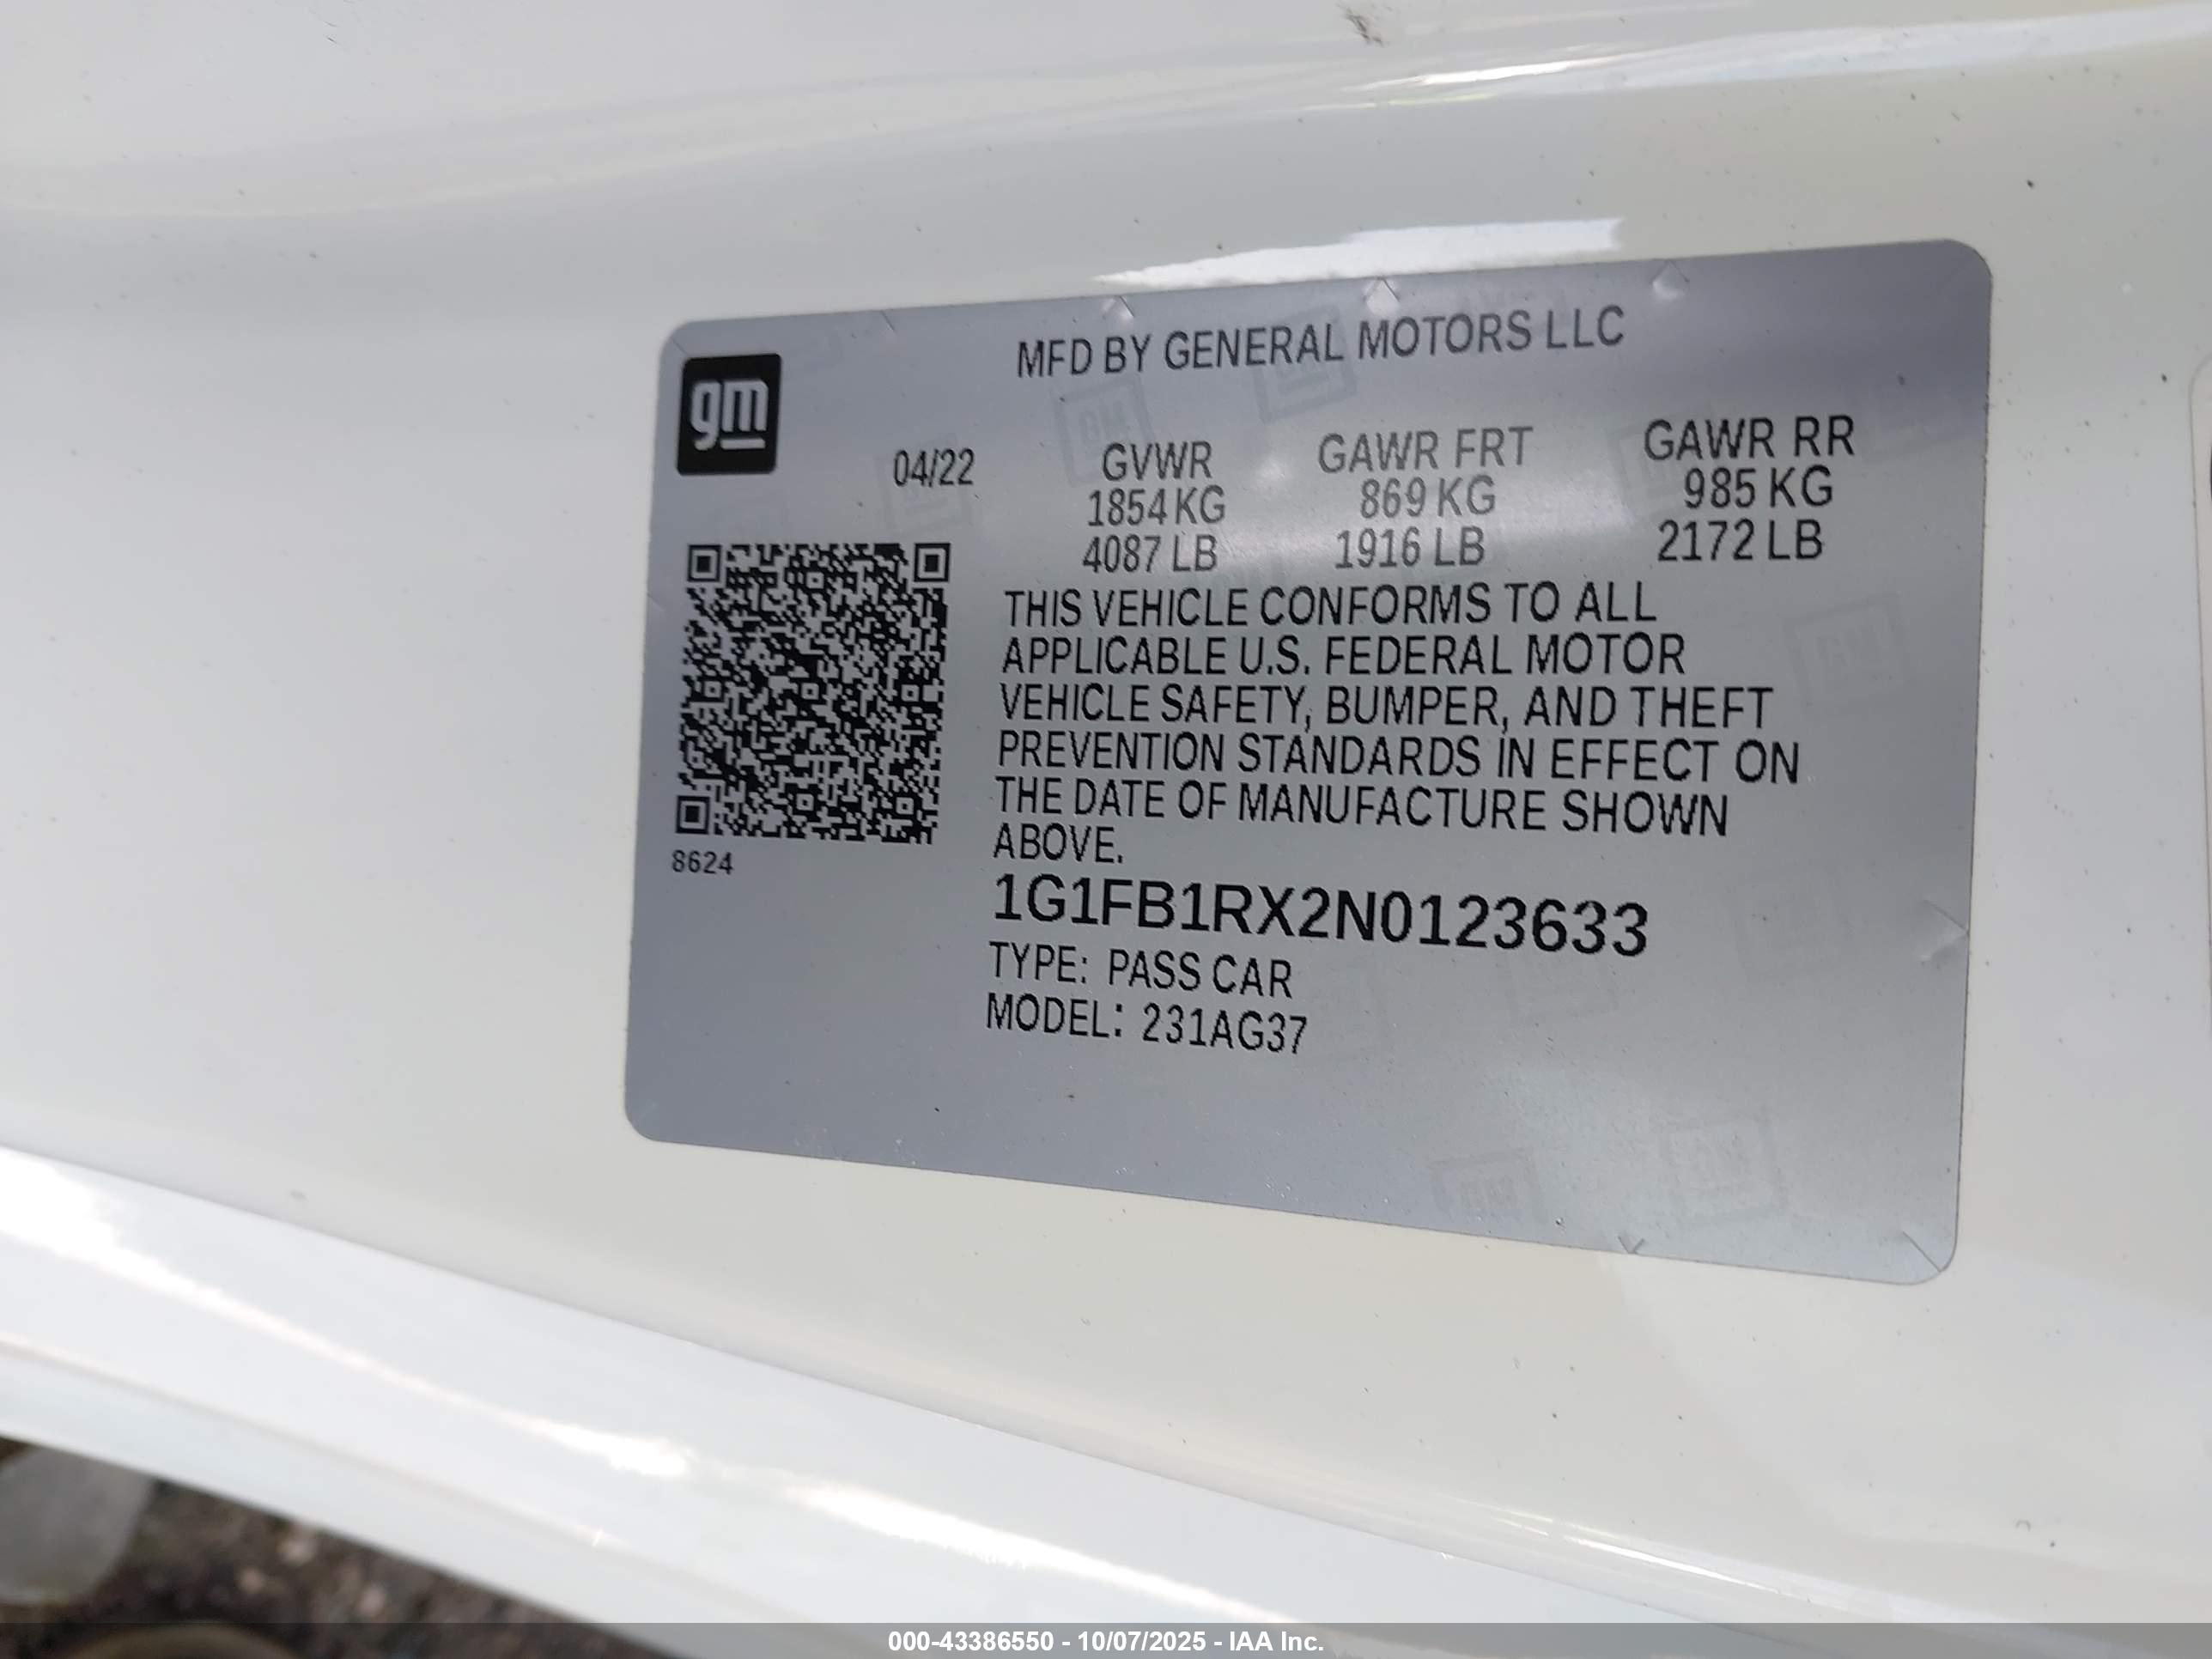 MFD BY GENERAL MOTORS LLC
gm
04/22 GVWR GAWR FRT GAWR RR
1854 KG 869 KG 985 KG
4087 LB 1916 LB 2172 LB
THIS VEHICLE CONFORMS TO ALL
APPLICABLE U.S. FEDERAL MOTOR
VEHICLE SAFETY, BUMPER, AND THEFT
PREVENTION STANDARDS IN EFFECT ON
THE DATE OF MANUFACTURE SHOWN
ABOVE.
8624
1G1FB1RX2N0123633
TYPE: PASS CAR
MODEL: 231AG37
000-43386550 - 10/07/2025 - IAA Inc.